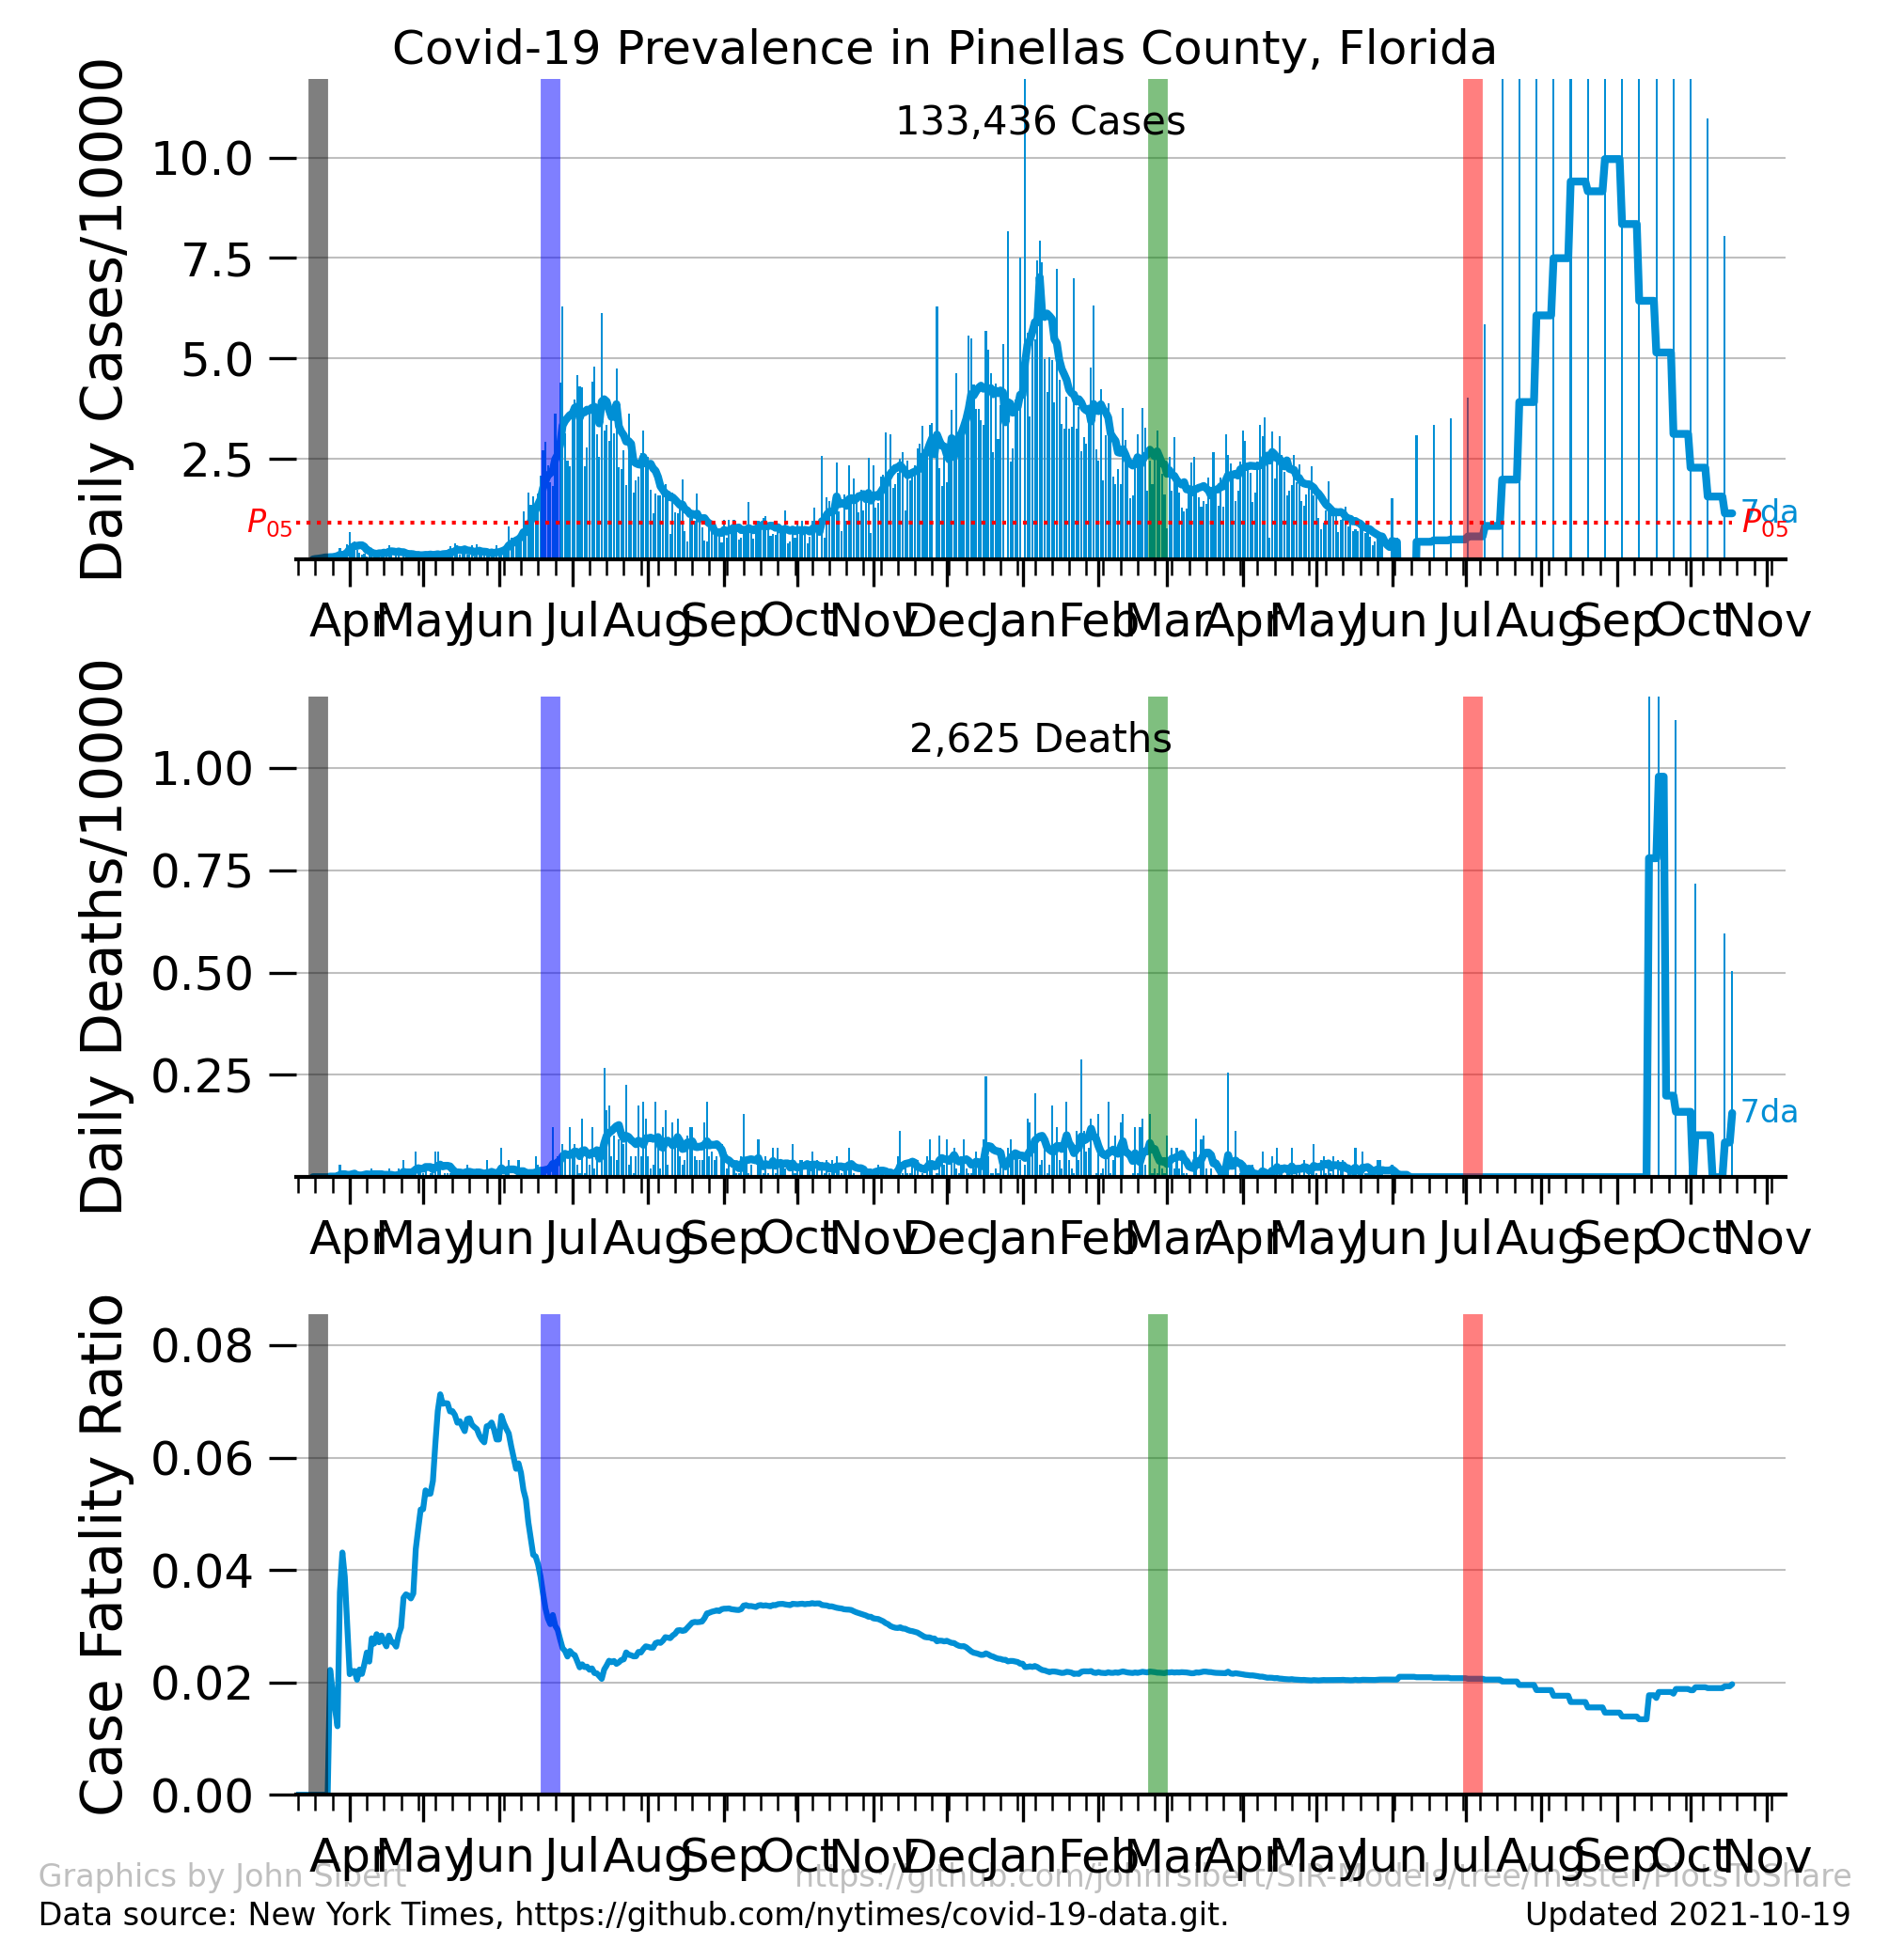 Covid-19 Prevalence in Pinellas County, Florida
133,436 Cases
Daily Cases/10000
10.0
7.5
5.0
2.5
P05
7da
P05
Apr May Jun Jul Aug Sep Oct Nov Dec Jan Feb Mar Apr May Jun Jul Aug Sep Oct Nov
2,625 Deaths
Daily Deaths/10000
1.00
0.75
0.50
0.25
7da
Apr May Jun Jul Aug Sep Oct Nov Dec Jan Feb Mar Apr May Jun Jul Aug Sep Oct Nov
Case Fatality Ratio
0.08
0.06
0.04
0.02
0.00
Apr May Jun Jul Aug Sep Oct Nov Dec Jan Feb Mar Apr May Jun Jul Aug Sep Oct Nov
Graphics by John Sibert https://github.com/johnrsibert/SIR-Models/tree/master/PlotsToShare
Data source: New York Times, https://github.com/nytimes/covid-19-data.git. Updated 2021-10-19